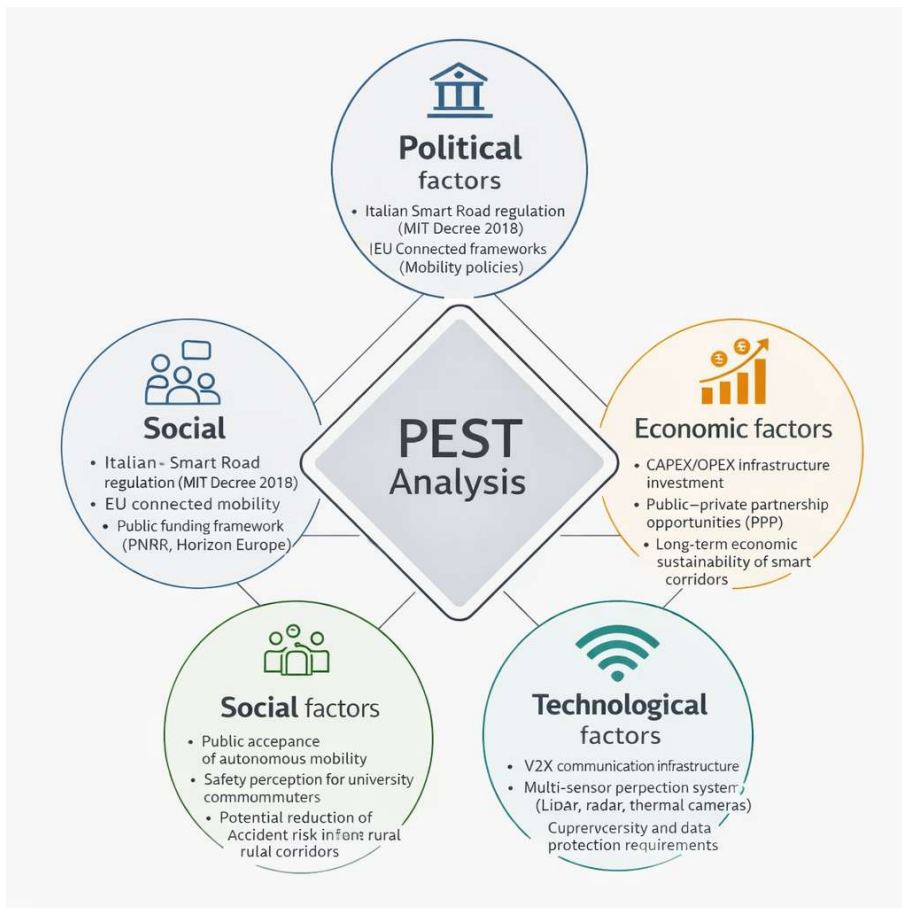 Political
factors
• Italian Smart Road regulation
(MIT Decree 2018)
|EU Connected frameworks
(Mobility policies)
Social
• Italian - Smart Road
regulation (MIT Decree 2018)
• EU connected mobility
• Public funding framework
(PNRR, Horizon Europe)
PEST
Analysis
Economic factors
• CAPEX/OPEX infrastructure
investment
• Public–private partnership
opportunities (PPP)
• Long-term economic
sustainability of smart
corridors
Social factors
• Public accepance
of autonomous mobility
• Safety perception for university
commommuters
• Potential reduction of
Accident risk rural
rulal corridors
Technological
factors
• V2X communication infrastructure
• Multi-sensor perpection system
(Lidar, radar, thermal cameras)
and data
protection requirements